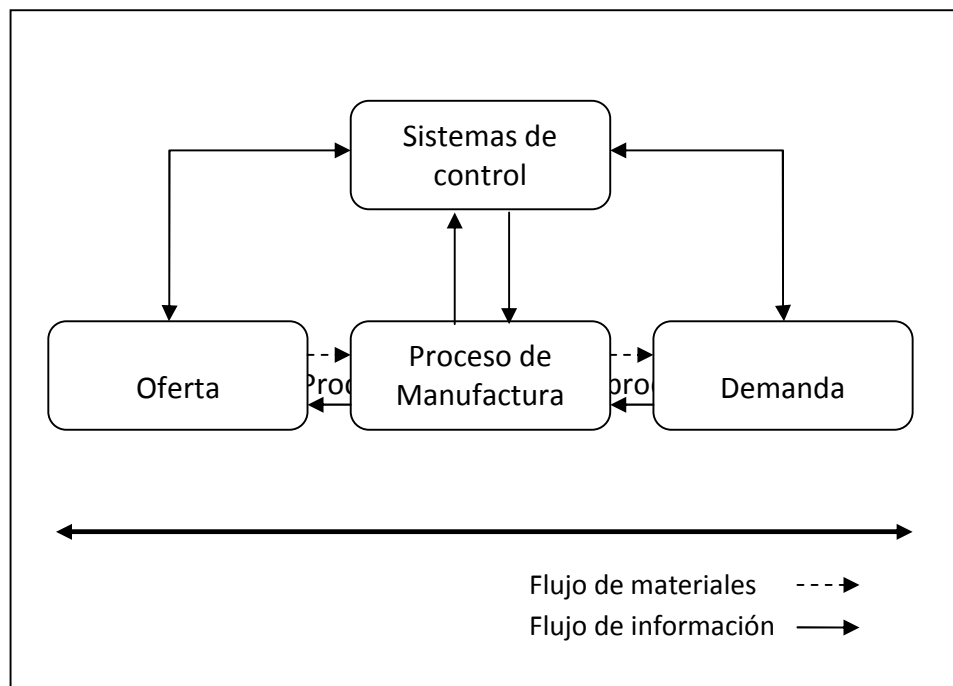 Sistemas de
control
Oferta
Proceso de
Manufactura
Demanda
Flujo de materiales
Flujo de información